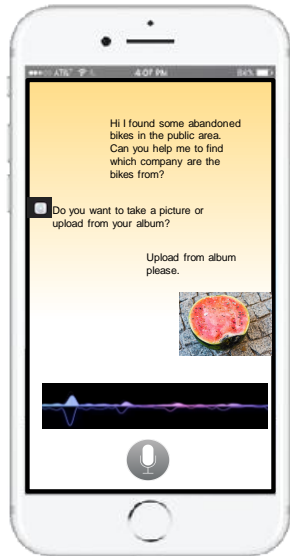 AT&T 4:07 PM 84%
Hi I found some abandoned
bikes in the public area.
Can you help me to find
which company are the
bikes from?
Do you want to take a picture or
upload from your album?
Upload from album
please.